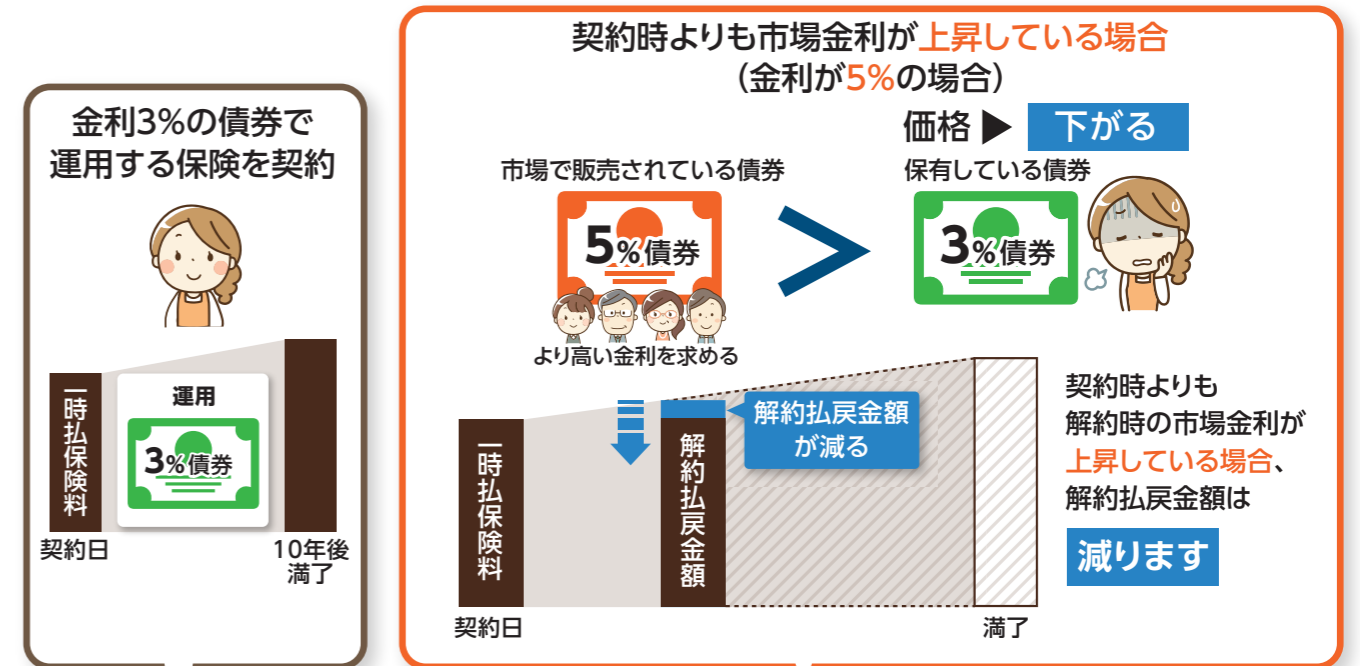 金利3%の債券で
運用する保険を契約
一時払保険料
運用
3%債券
契約日
10年後
満了
契約時よりも市場金利が上昇している場合
（金利が5%の場合）
価格▶ 下がる
市場で販売されている債券
5%債券
より高い金利を求める
>
保有している債券
3%債券
一時払保険料
解約払戻金額
解約払戻金額
が減る
契約日
満了
契約時よりも
解約時の市場金利が
上昇している場合、
解約払戻金額は
減ります